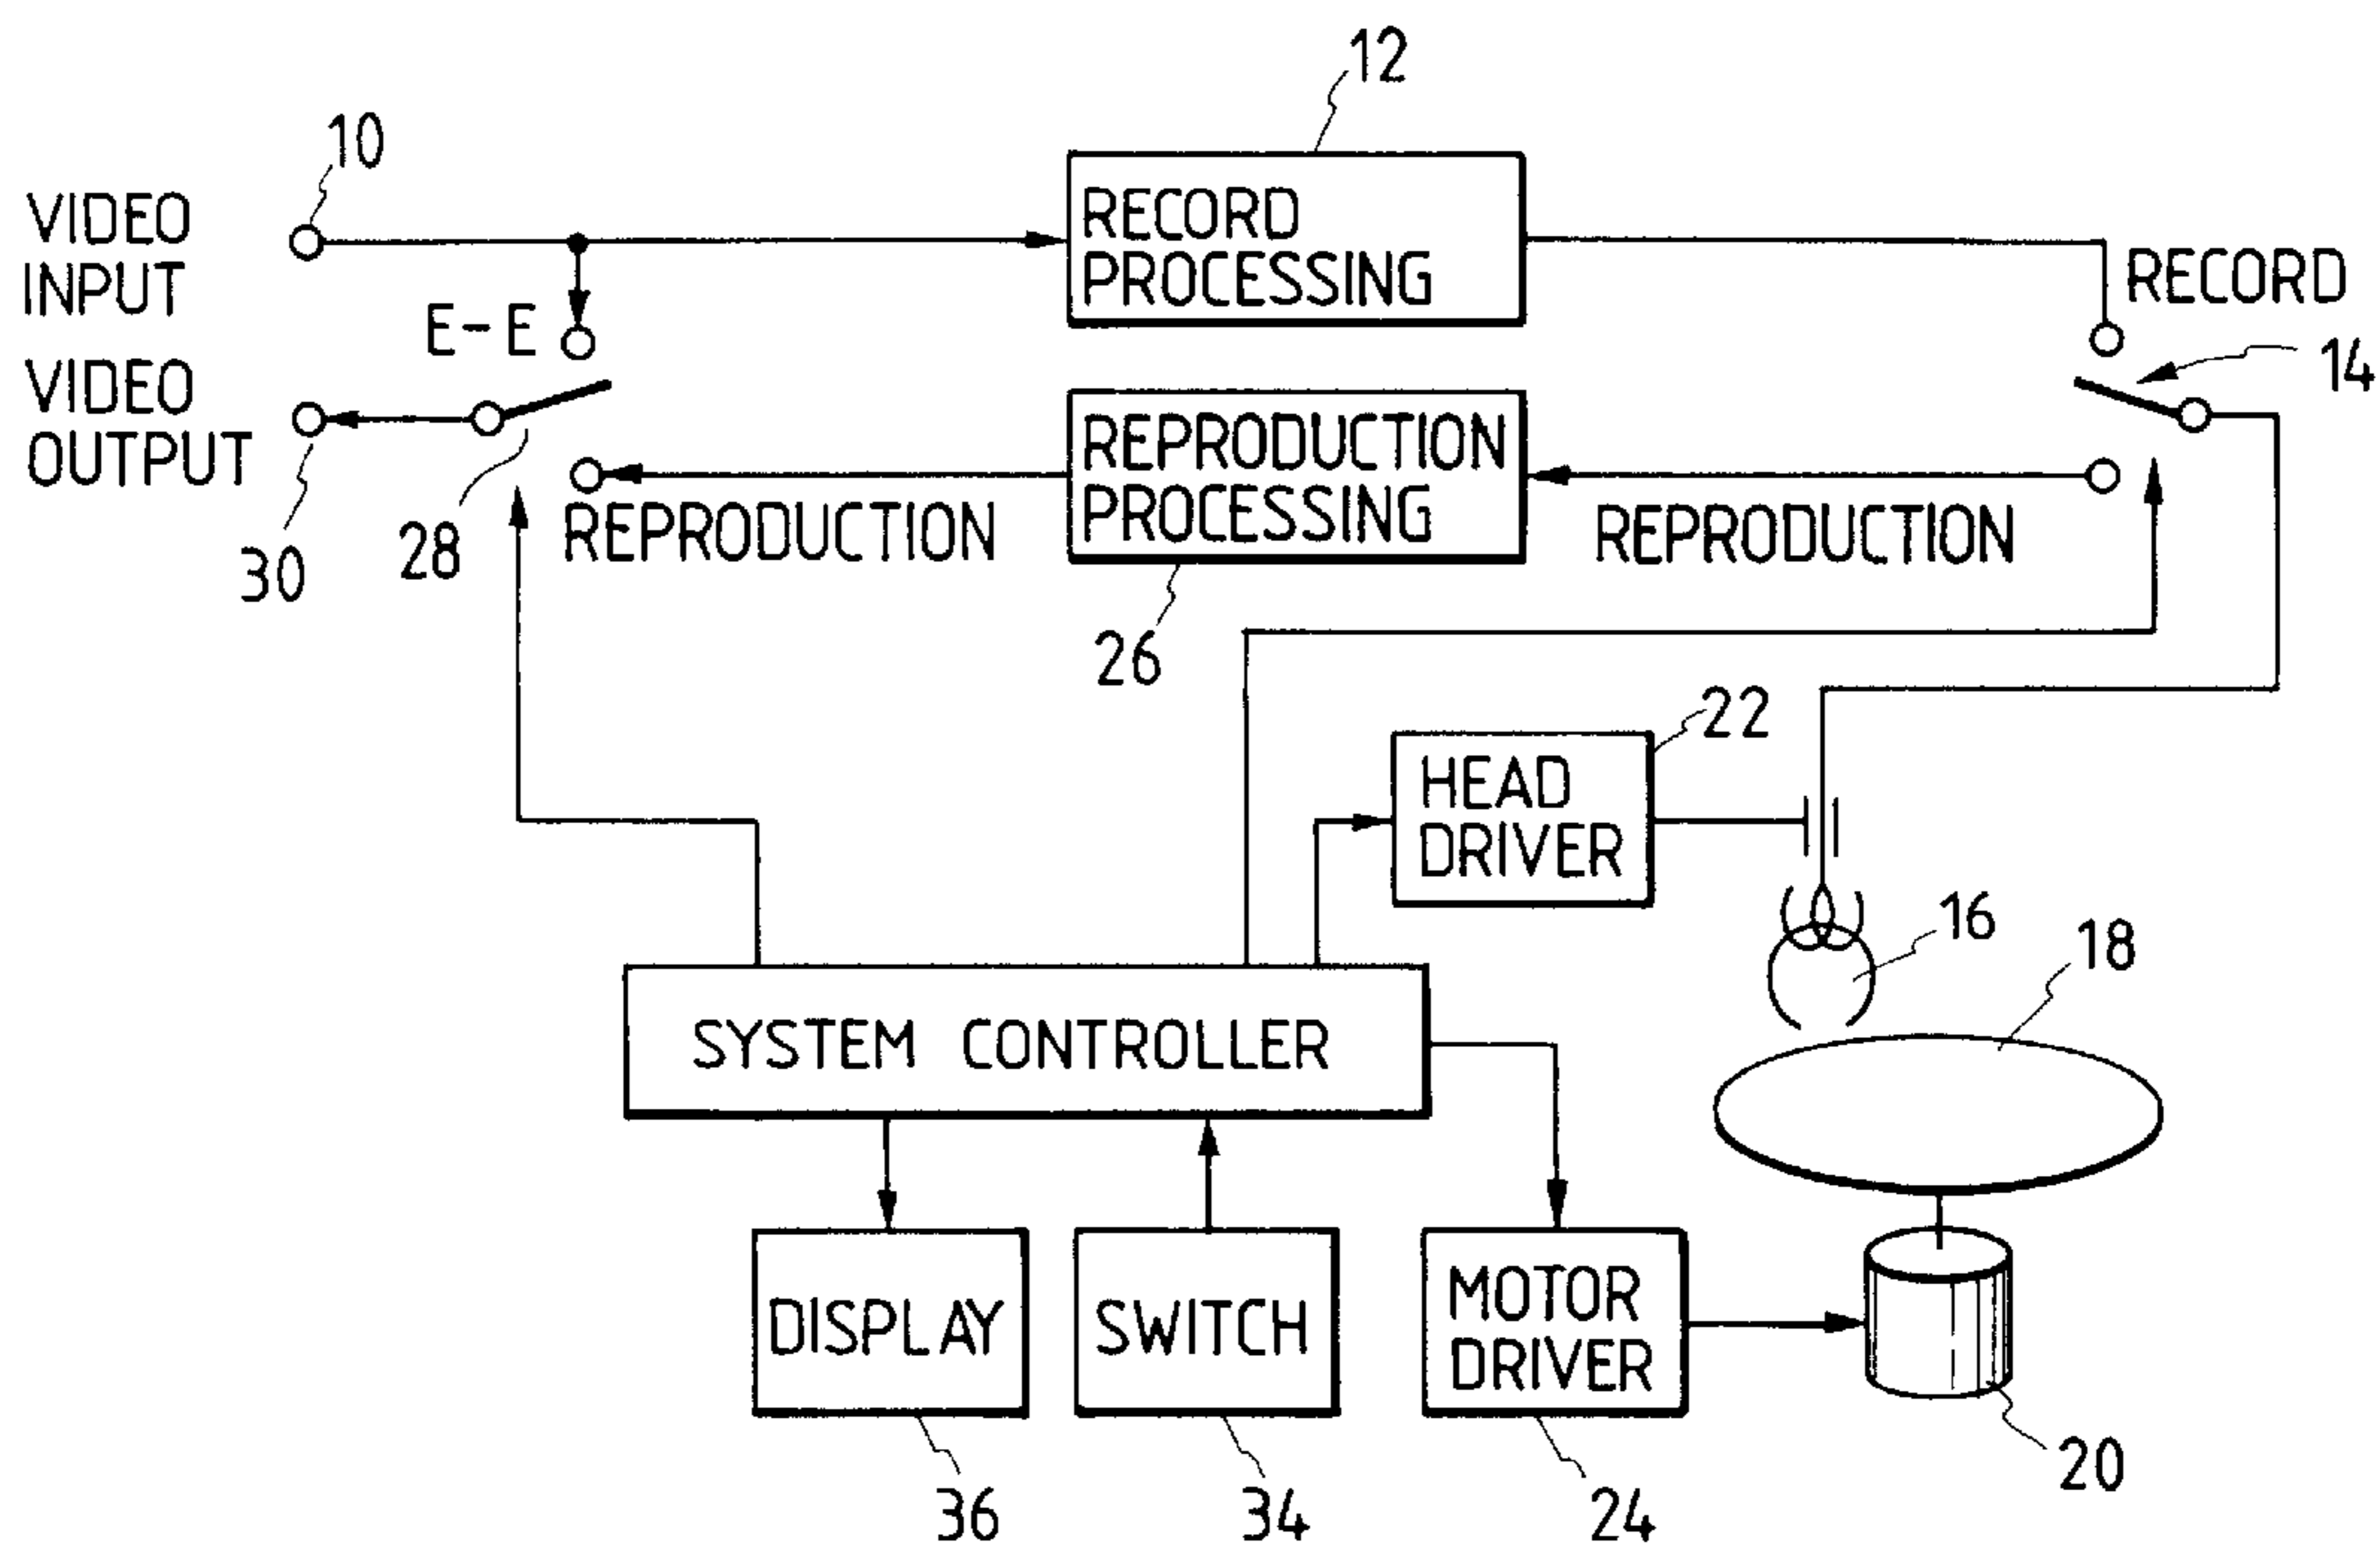 12
10
VIDEO
INPUT
RECORD
PROCESSING
RECORD
E-E
14
VIDEO
OUTPUT
REPRODUCTION
PROCESSING
28
REPRODUCTION
REPRODUCTION
30
26
22
HEAD
DRIVER
16
18
SYSTEM CONTROLLER
DISPLAY
SWITCH
MOTOR
DRIVER
20
36
34
24